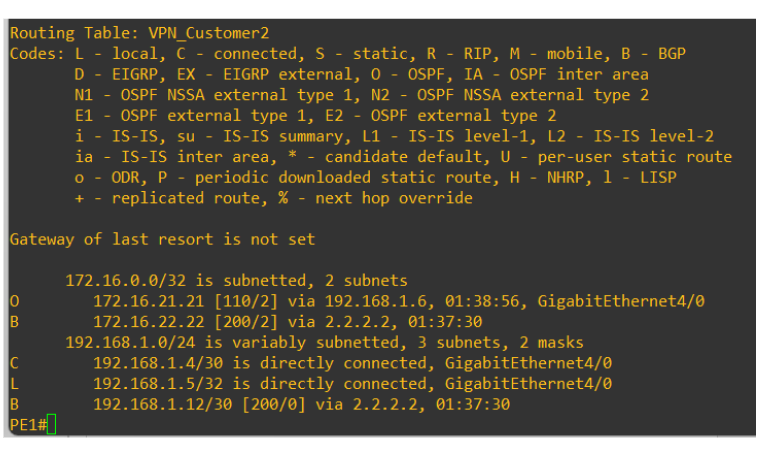 Routing Table: VPN_Customer2
Codes: L - local, C - connected, S - static, R - RIP, M - mobile, B - BGP
       D - EIGRP, EX - EIGRP external, O - OSPF, IA - OSPF inter area
       N1 - OSPF NSSA external type 1, N2 - OSPF NSSA external type 2
       E1 - OSPF external type 1, E2 - OSPF external type 2
       i - IS-IS, su - IS-IS summary, L1 - IS-IS level-1, L2 - IS-IS level-2
       ia - IS-IS inter area, * - candidate default, U - per-user static route
       o - ODR, P - periodic downloaded static route, H - NHRP, l - LISP
       + - replicated route, % - next hop override

Gateway of last resort is not set

      172.16.0.0/32 is subnetted, 2 subnets
O        172.16.21.21 [110/2] via 192.168.1.6, 01:38:56, GigabitEthernet4/0
B        172.16.22.22 [200/2] via 2.2.2.2, 01:37:30
      192.168.1.0/24 is variably subnetted, 3 subnets, 2 masks
C        192.168.1.4/30 is directly connected, GigabitEthernet4/0
L        192.168.1.5/32 is directly connected, GigabitEthernet4/0
B        192.168.1.12/30 [200/0] via 2.2.2.2, 01:37:30
PE1#